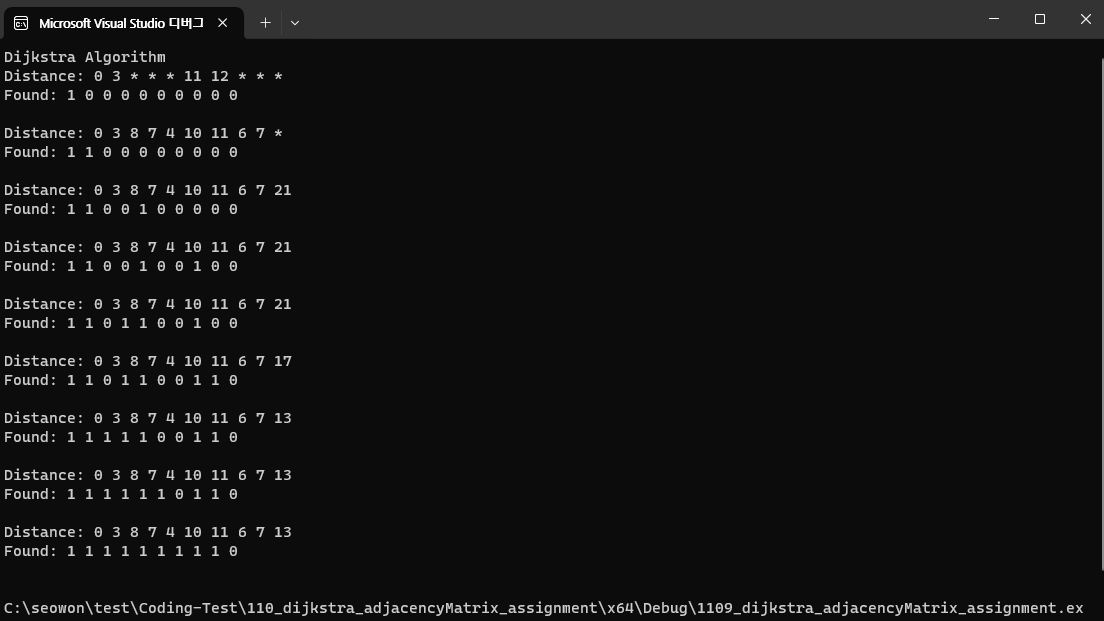 Microsoft Visual Studio 디버그
Dijkstra Algorithm
Distance: 0 3 * * * 11 12 * * *
Found: 1 0 0 0 0 0 0 0 0 0
Distance: 0 3 8 7 4 10 11 6 7 *
Found: 1 1 0 0 0 0 0 0 0 0
Distance: 0 3 8 7 4 10 11 6 7 21
Found: 1 1 0 0 1 0 0 0 0 0
Distance: 0 3 8 7 4 10 11 6 7 21
Found: 1 1 0 0 1 0 0 1 0 0
Distance: 0 3 8 7 4 10 11 6 7 21
Found: 1 1 0 1 1 0 0 1 0 0
Distance: 0 3 8 7 4 10 11 6 7 17
Found: 1 1 0 1 1 0 0 1 1 0
Distance: 0 3 8 7 4 10 11 6 7 13
Found: 1 1 1 1 1 0 0 1 1 0
Distance: 0 3 8 7 4 10 11 6 7 13
Found: 1 1 1 1 1 1 0 1 1 0
Distance: 0 3 8 7 4 10 11 6 7 13
Found: 1 1 1 1 1 1 1 1 1 0
C:\seowon\test\Coding-Test\110_dijkstra_adjacencyMatrix_assignment\x64\Debug\1109_dijkstra_adjacencyMatrix_assignment.ex